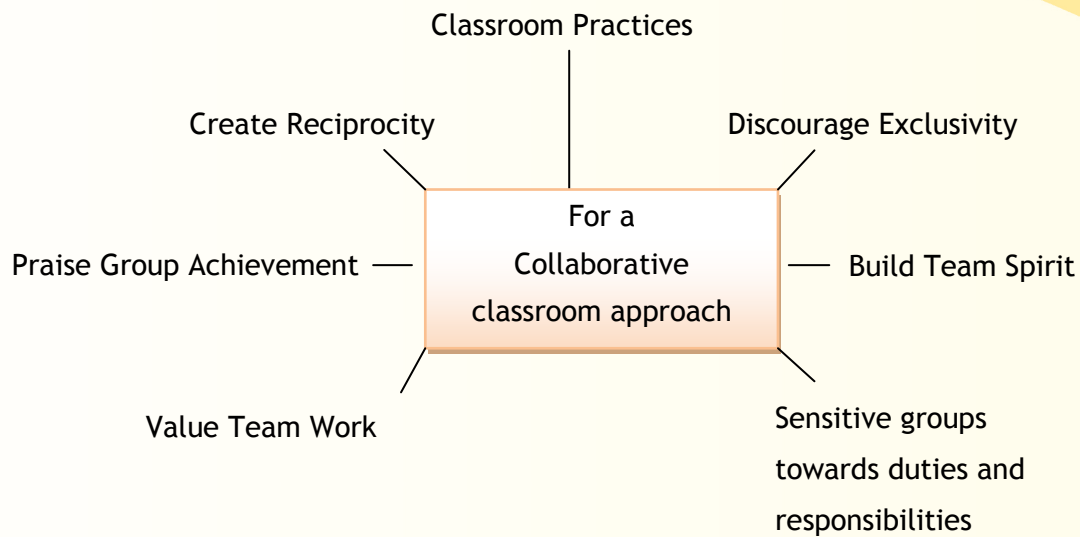 Classroom Practices
Create Reciprocity
Discourage Exclusivity
For a
Collaborative
classroom approach
Praise Group Achievement
Build Team Spirit
Value Team Work
Sensitive groups
towards duties and
responsibilities